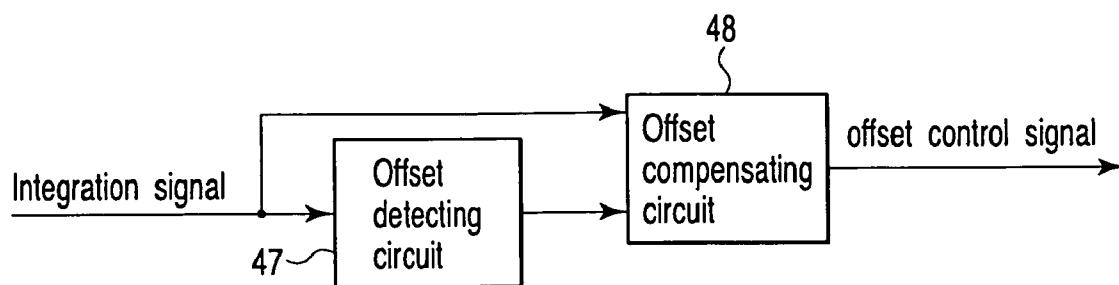 48
Offset
compensating
circuit
offset control signal
Integration signal
Offset
detecting
circuit
47